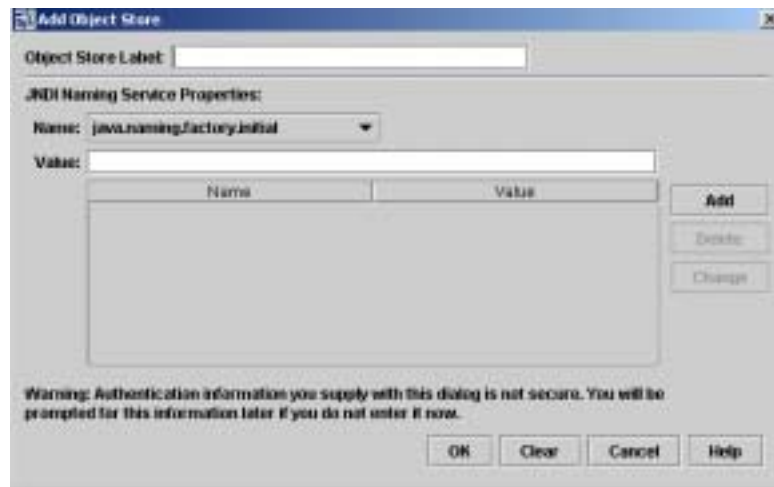 Add Object Store
Object Store Label:
JNDI Naming Service Properties:
Name: java.naming.factory.initial
Value:
Name Value
Add
Delete
Change
Warning: Authentication information you supply with this dialog is not secure. You will be
prompted for this information later if you do not enter it now.
OK Clear Cancel Help